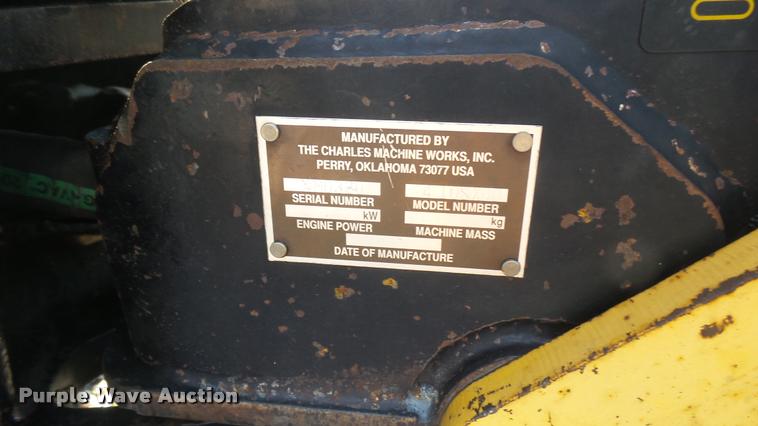 MANUFACTURED BY
THE CHARLES MACHINE WORKS, INC.
PERRY, OKLAHOMA 73077 USA
SERIAL NUMBER MODEL NUMBER
kW kg
ENGINE POWER MACHINE MASS
DATE OF MANUFACTURE
Purple Wave Auction